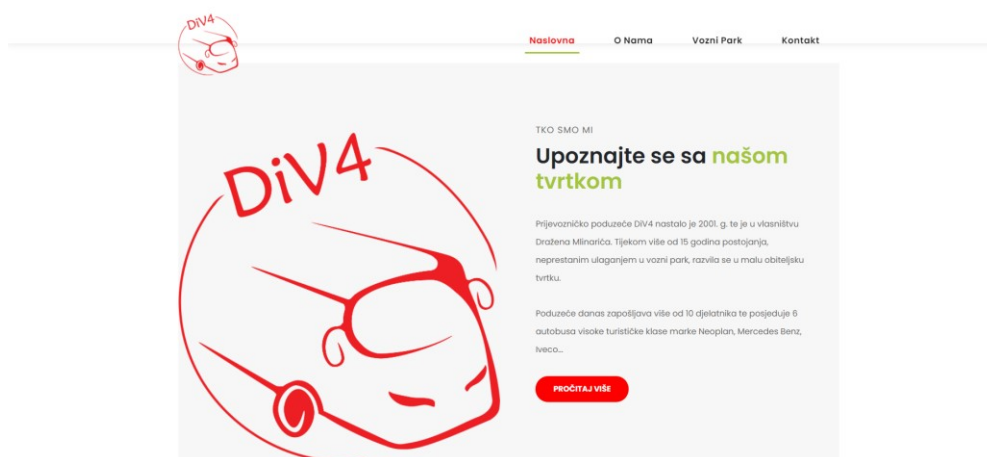 DiV4
Naslovna O Nama Vozni Park Kontakt
DiV4
TKO SMO MI
Upoznajte se sa našom
tvrtkom
Prijevozničko poduzeće DiV4 nastalo je 2001. g. te je u vlasništvu
Dražena Mlinarića. Tijekom više od 15 godina postojanja,
neprestanim ulaganjem u vozni park, razvila se u malu obiteljsku
tvrtku.
Poduzeće danas zapošljava više od 10 djelatnika te posjeduje 6
autobusa visoke turističke klase marke Neoplan, Mercedes Benz,
Iveco...
PROČITAJ VIŠE